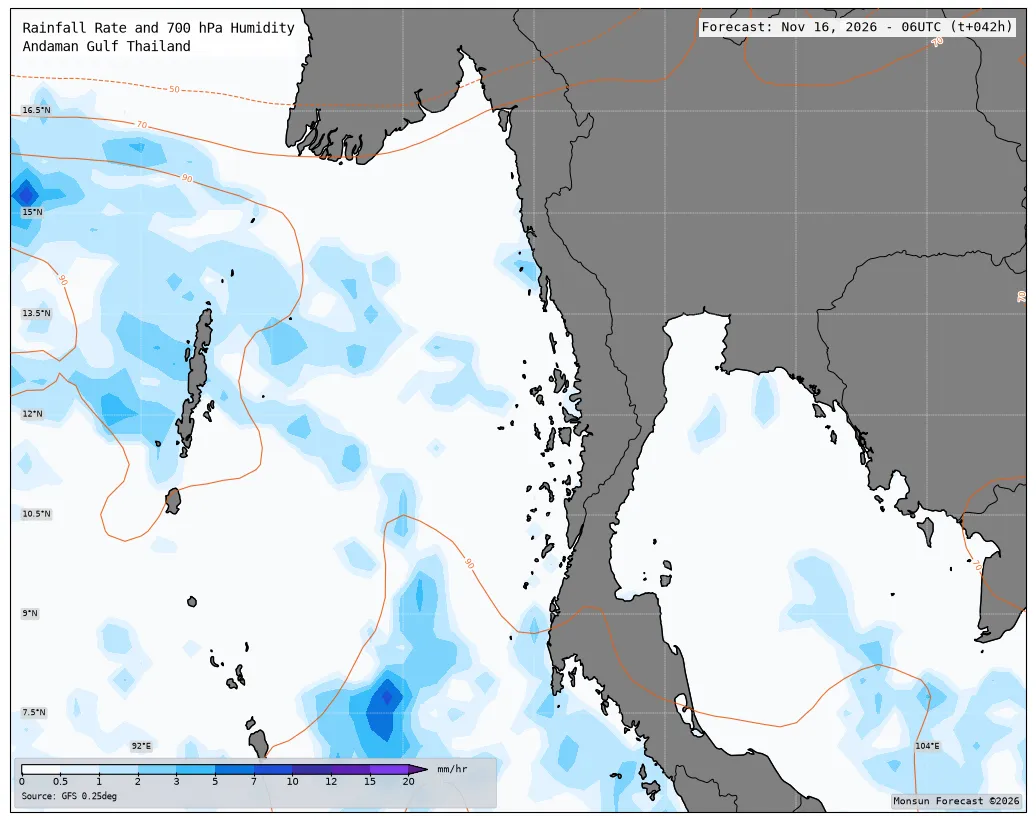 Rainfall Rate and 700 hPa Humidity
Andaman Gulf Thailand
Forecast: Nov 16, 2026 - 06UTC (t+042h)
70
50
16.5°N
70
90
15°N
90
70
13.5°N
12°N
10.5°N
90
70
9°N
7.5°N
92°E
104°E
0 0.5 1 2 3 5 7 10 12 15 20 mm/hr
Source: GFS 0.25deg
Monsun Forecast ©2026